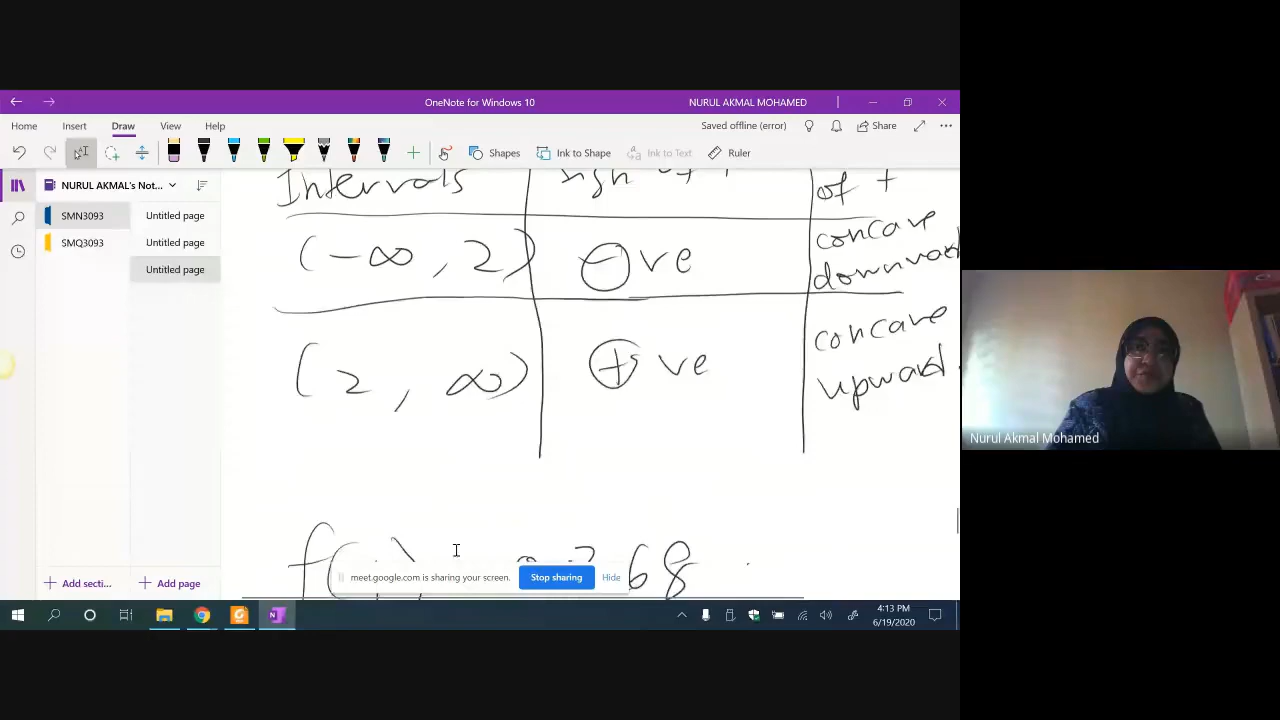 OneNote for Windows 10
NURUL AKMAL MOHAMED
Home Insert Draw View Help
Saved offline (error)
Share
Shapes
Ink to Shape
Ink to Text
Ruler
NURUL AKMAL's Not...
SMN3093
SMQ3093
Untitled page
Untitled page
Untitled page
Intervals
sign of
of f
(-∞, 2)
⊖ve
concave
downward
(2, ∞)
⊕ve
concave
upward
68
meet.google.com is sharing your screen.
Stop sharing
Hide
Add secti...
Add page
4:13 PM
6/19/2020
Nurul Akmal Mohamed